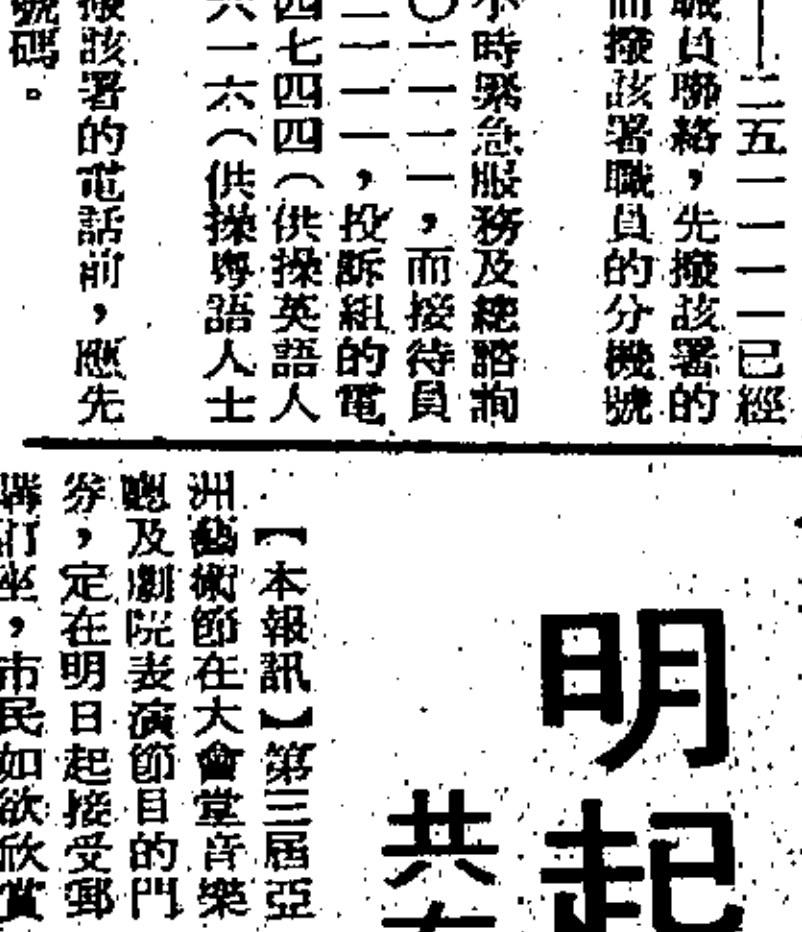 二五一一一一已經
職員聯絡，先撥該署的
而撥該署職員的分機號
小時緊急服務及總諮詢
〇一一一一，而接待員
二一一一，投訴組的電
四七四四（供操英語人
六一六（供操粵語人士
撥該署的電話前，應先
號碼。
明起
共
【本報訊】第三屆亞
洲藝術節在大會堂音樂
廳及劇院表演節目的門
券，定在明日起接受郵
購訂座，市民如欲欣賞